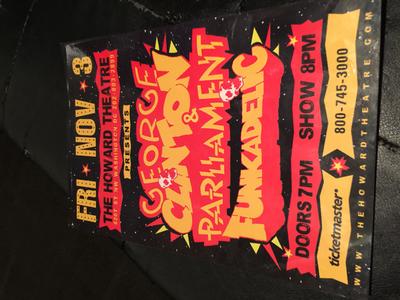 FRI NOV 3
THE HOWARD THEATRE
PRESENTS
GEORGE
CLINTON
&
PARLIAMENT
FUNKADELIC
DOORS 7PM SHOW 8PM
ticketmaster® 800-745-3000
WWW.THEHOWARDTHEATRE.COM